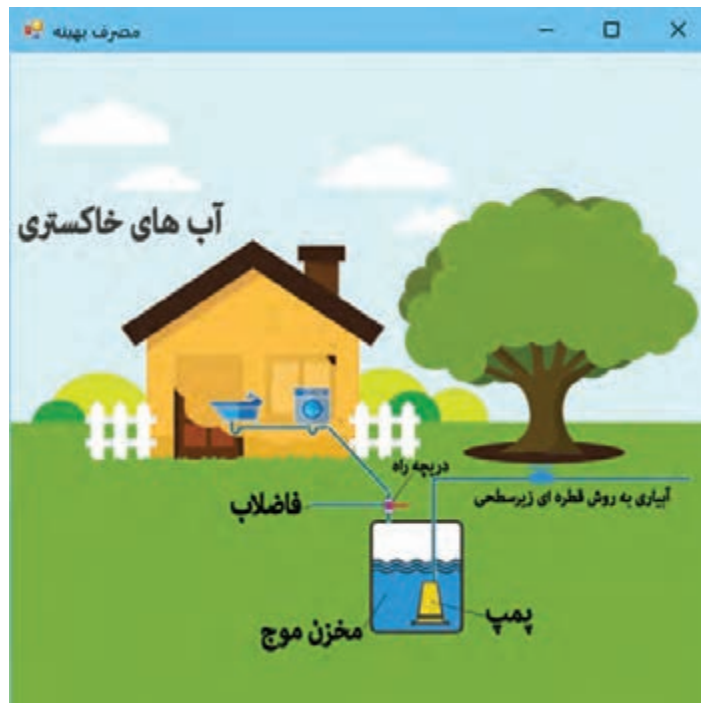 مصرف بهینه
آب های خاکستری
دریچه راه
فاضلاب
آبیاری به روش قطره ای زیرسطحی
پمپ
مخزن موج